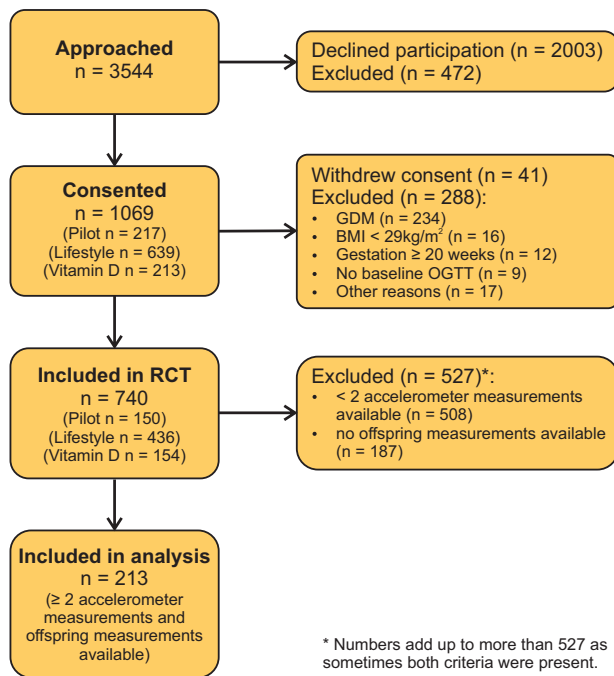 Approached
n = 3544
Declined participation (n = 2003)
Excluded (n = 472)
Consented
n = 1069
(Pilot n = 217)
(Lifestyle n = 639)
(Vitamin D n = 213)
Withdrew consent (n = 41)
Excluded (n = 288):
• GDM (n = 234)
• BMI < 29kg/m² (n = 16)
• Gestation ≥ 20 weeks (n = 12)
• No baseline OGTT (n = 9)
• Other reasons (n = 17)
Included in RCT
n = 740
(Pilot n = 150)
(Lifestyle n = 436)
(Vitamin D n = 154)
Excluded (n = 527)*:
• < 2 accelerometer measurements
available (n = 508)
• no offspring measurements available
(n = 187)
Included in analysis
n = 213
(≥ 2 accelerometer
measurements and
offspring measurements
available)
* Numbers add up to more than 527 as
sometimes both criteria were present.